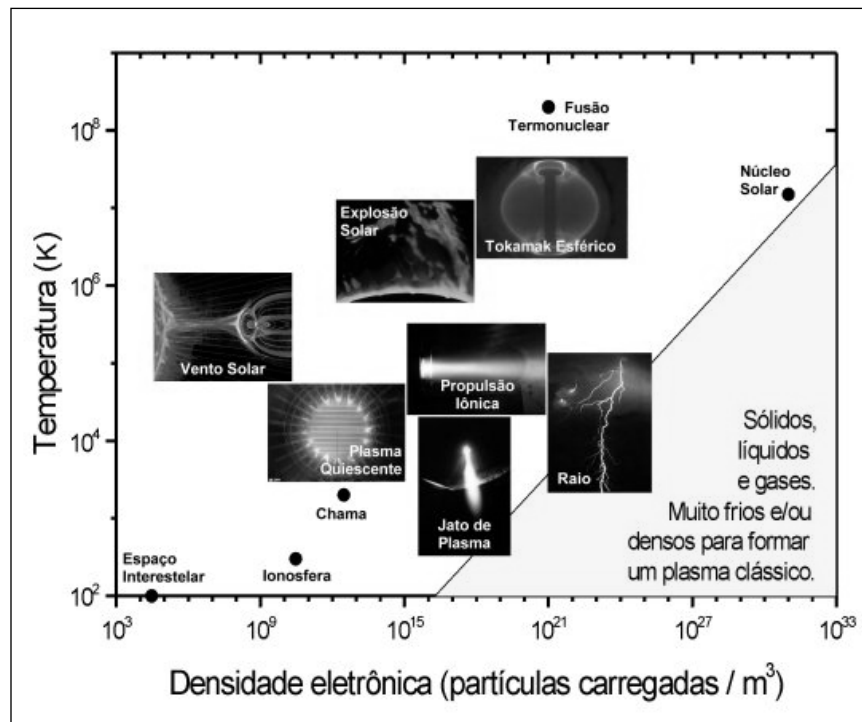 Temperatura (K)
10⁸
10⁶
10⁴
10²
Fusão
Termonuclear
Núcleo
Solar
Explosão
Solar
Tokamak Esférico
Vento Solar
Propulsão
Iônica
Plasma
Quiescente
Raio
Sólidos,
líquidos
e gases.
Muito frios e/ou
densos para formar
um plasma clássico.
Chama
Jato de
Plasma
Espaço
Interestelar
Ionosfera
10³ 10⁹ 10¹⁵ 10²¹ 10²⁷ 10³³
Densidade eletrônica (partículas carregadas / m³)